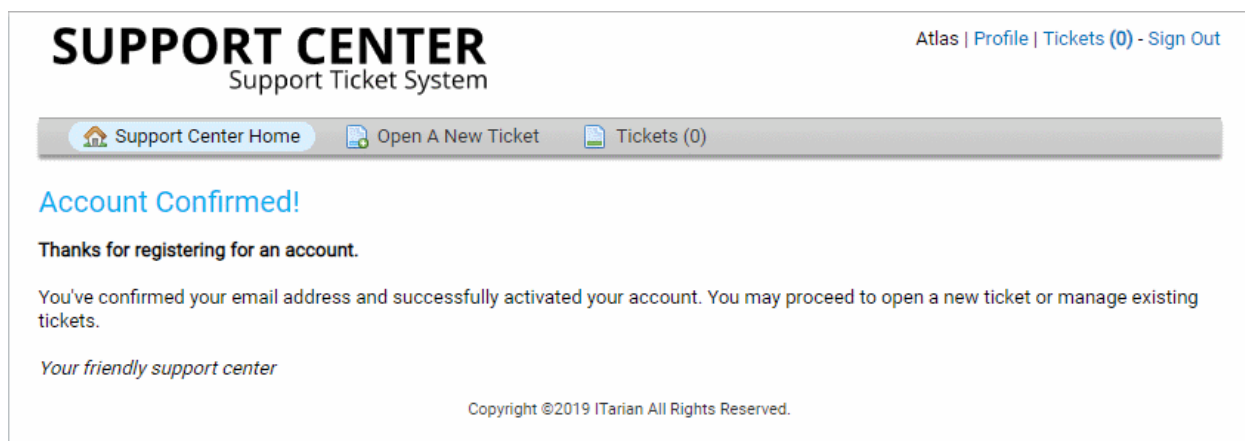 SUPPORT CENTER
Support Ticket System
Atlas | Profile | Tickets (0) - Sign Out
Support Center Home Open A New Ticket Tickets (0)
Account Confirmed!
Thanks for registering for an account.
You've confirmed your email address and successfully activated your account. You may proceed to open a new ticket or manage existing
tickets.
Your friendly support center
Copyright ©2019 ITarian All Rights Reserved.